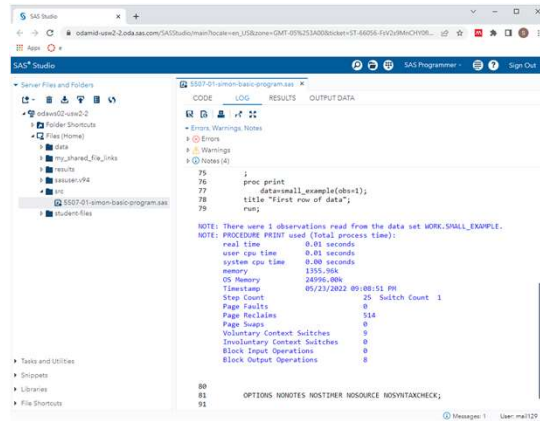 SAS Studio
odamid-usw2-2.oda.sas.com/SASStudio/main?locale=en_US&zone=GMT-05%253A00&ticket=ST-66056-
Apps
SAS® Studio
SAS Programmer
Sign Out
Server Files and Folders
odaws02-usw2-2
Folder Shortcuts
Files (Home)
data
my_shared_file_links
results
sasuser.v94
src
5507-01-simon-basic-program.sas
student-files
Tasks and Utilities
Snippets
Libraries
File Shortcuts
5507-01-simon-basic-program.sas
CODE LOG RESULTS OUTPUT DATA
Errors, Warnings, Notes
Errors
Warnings
Notes (4)
75 ;
76 proc print
77 data=small_example(obs=1);
78 title "First row of data";
79 run;
NOTE: There were 1 observations read from the data set WORK.SMALL_EXAMPLE.
NOTE: PROCEDURE PRINT used (Total process time):
real time 0.01 seconds
user cpu time 0.01 seconds
system cpu time 0.00 seconds
memory 1355.96k
OS Memory 24996.00k
Timestamp 05/23/2022 09:08:51 PM
Step Count 25 Switch Count 1
Page Faults 0
Page Reclaims 514
Page Swaps 0
Voluntary Context Switches 9
Involuntary Context Switches 0
Block Input Operations 0
Block Output Operations 8
80
81 OPTIONS NONOTES NOSTIMER NOSOURCE NOSYNTAXCHECK;
91
Messages: 1 User: mail129